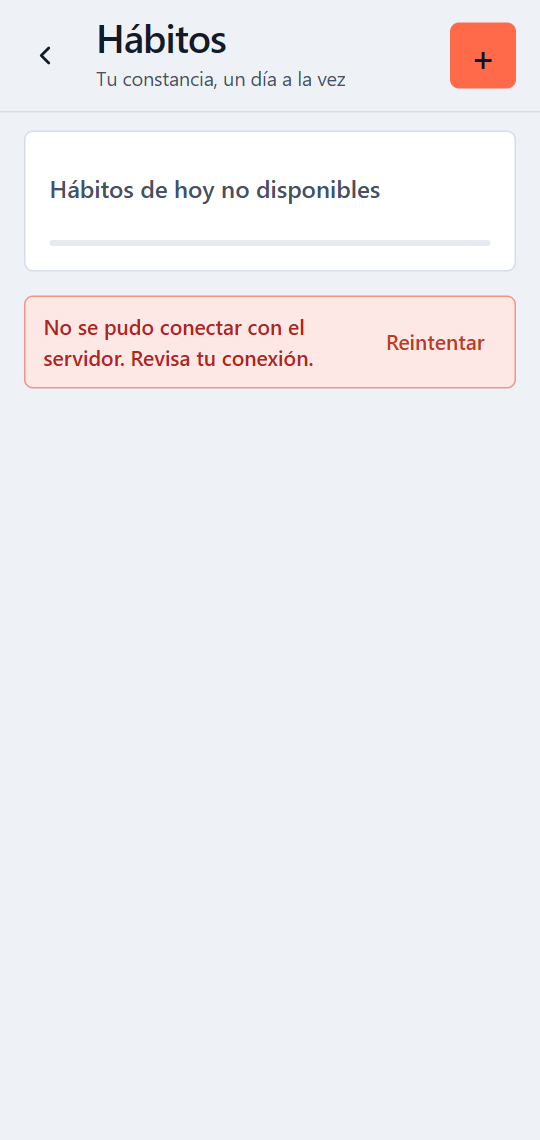 Hábitos
Tu constancia, un día a la vez
+
Hábitos de hoy no disponibles
No se pudo conectar con el
servidor. Revisa tu conexión.
Reintentar